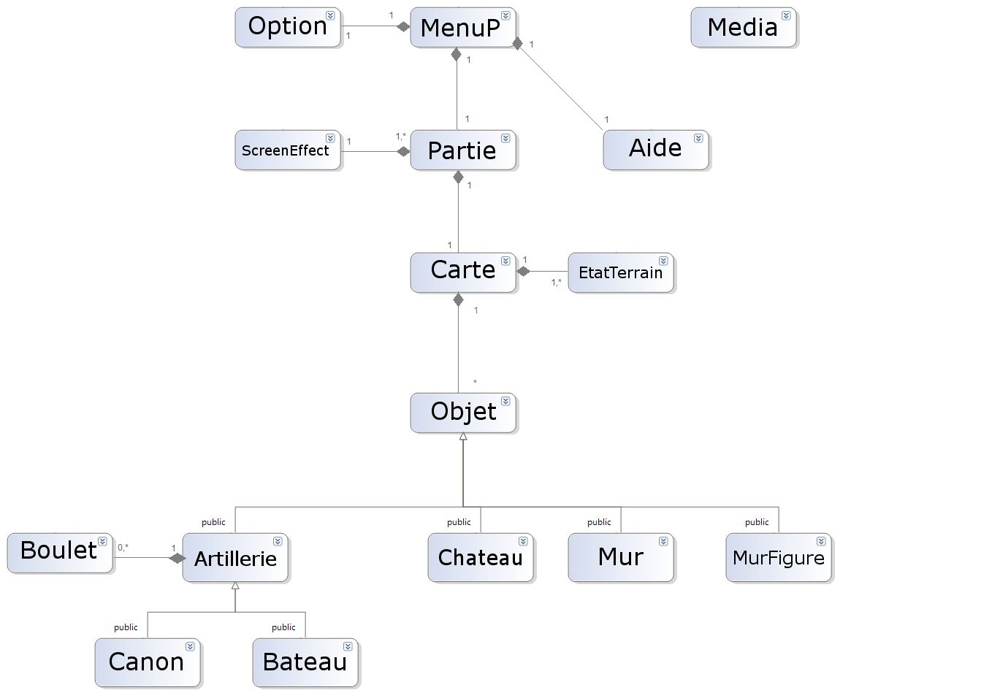 Option
1
1
MenuP
1
1
Media
1
1
ScreenEffect
1
1,*
Partie
Aide
1
1
Carte
1
1,*
EtatTerrain
1
*
Objet
public
public
public
public
Boulet
0,*
1
Artillerie
Chateau
Mur
MurFigure
public
public
Canon
Bateau